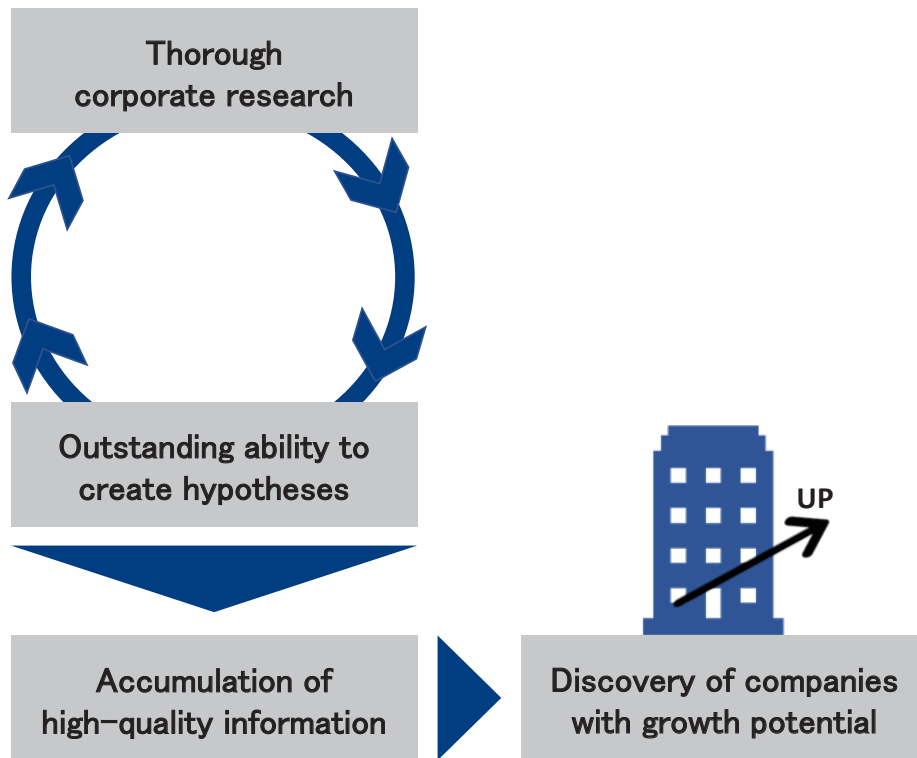 Thorough
corporate research
Outstanding ability to
create hypotheses
UP
Accumulation of
high-quality information
Discovery of companies
with growth potential